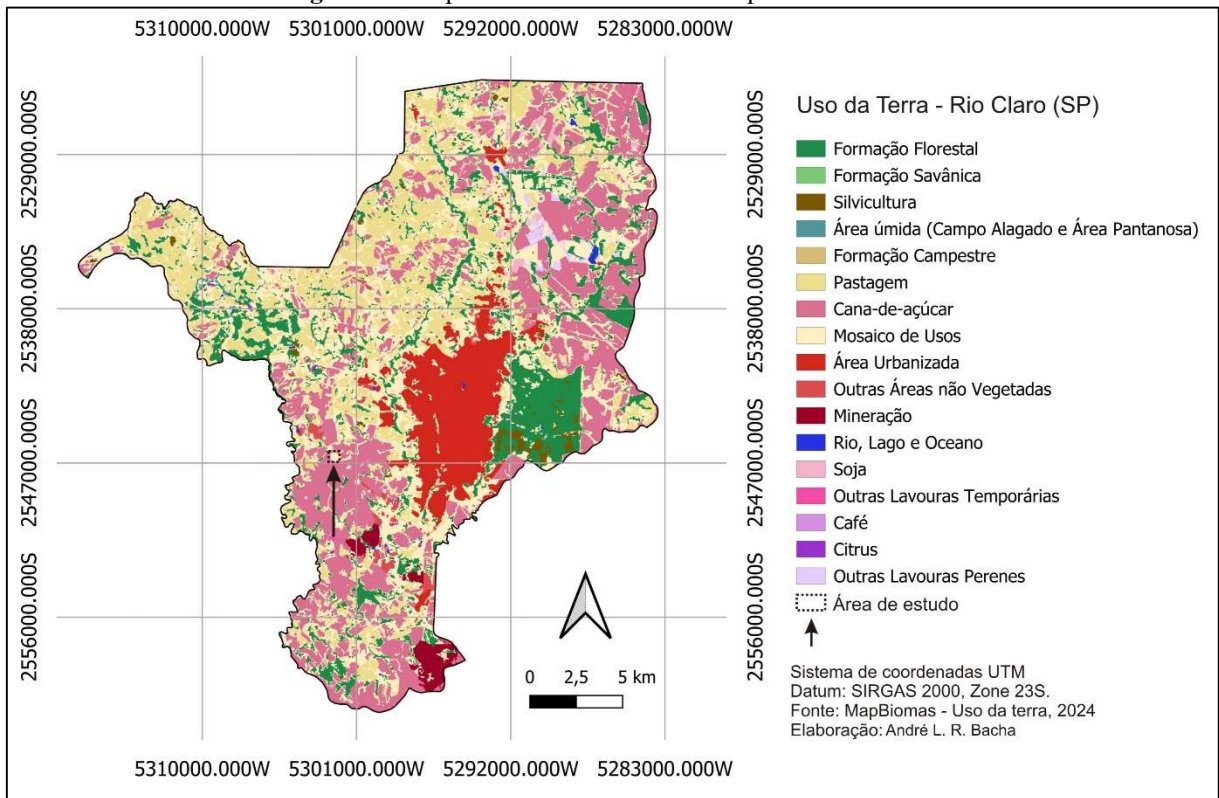 5310000.000W 5301000.000W 5292000.000W 5283000.000W
2529000.000S
2538000.000S
2547000.000S
2556000.000S
2529000.000S
2538000.000S
2547000.000S
2556000.000S
0 2,5 5 km
5310000.000W 5301000.000W 5292000.000W 5283000.000W
Uso da Terra - Rio Claro (SP)
Formação Florestal
Formação Savânica
Silvicultura
Área úmida (Campo Alagado e Área Pantanosa)
Formação Campestre
Pastagem
Cana-de-açúcar
Mosaico de Usos
Área Urbanizada
Outras Áreas não Vegetadas
Mineração
Rio, Lago e Oceano
Soja
Outras Lavouras Temporárias
Café
Citrus
Outras Lavouras Perenes
Área de estudo
Sistema de coordenadas UTM
Datum: SIRGAS 2000, Zone 23S.
Fonte: MapBiomas - Uso da terra, 2024
Elaboração: André L. R. Bacha